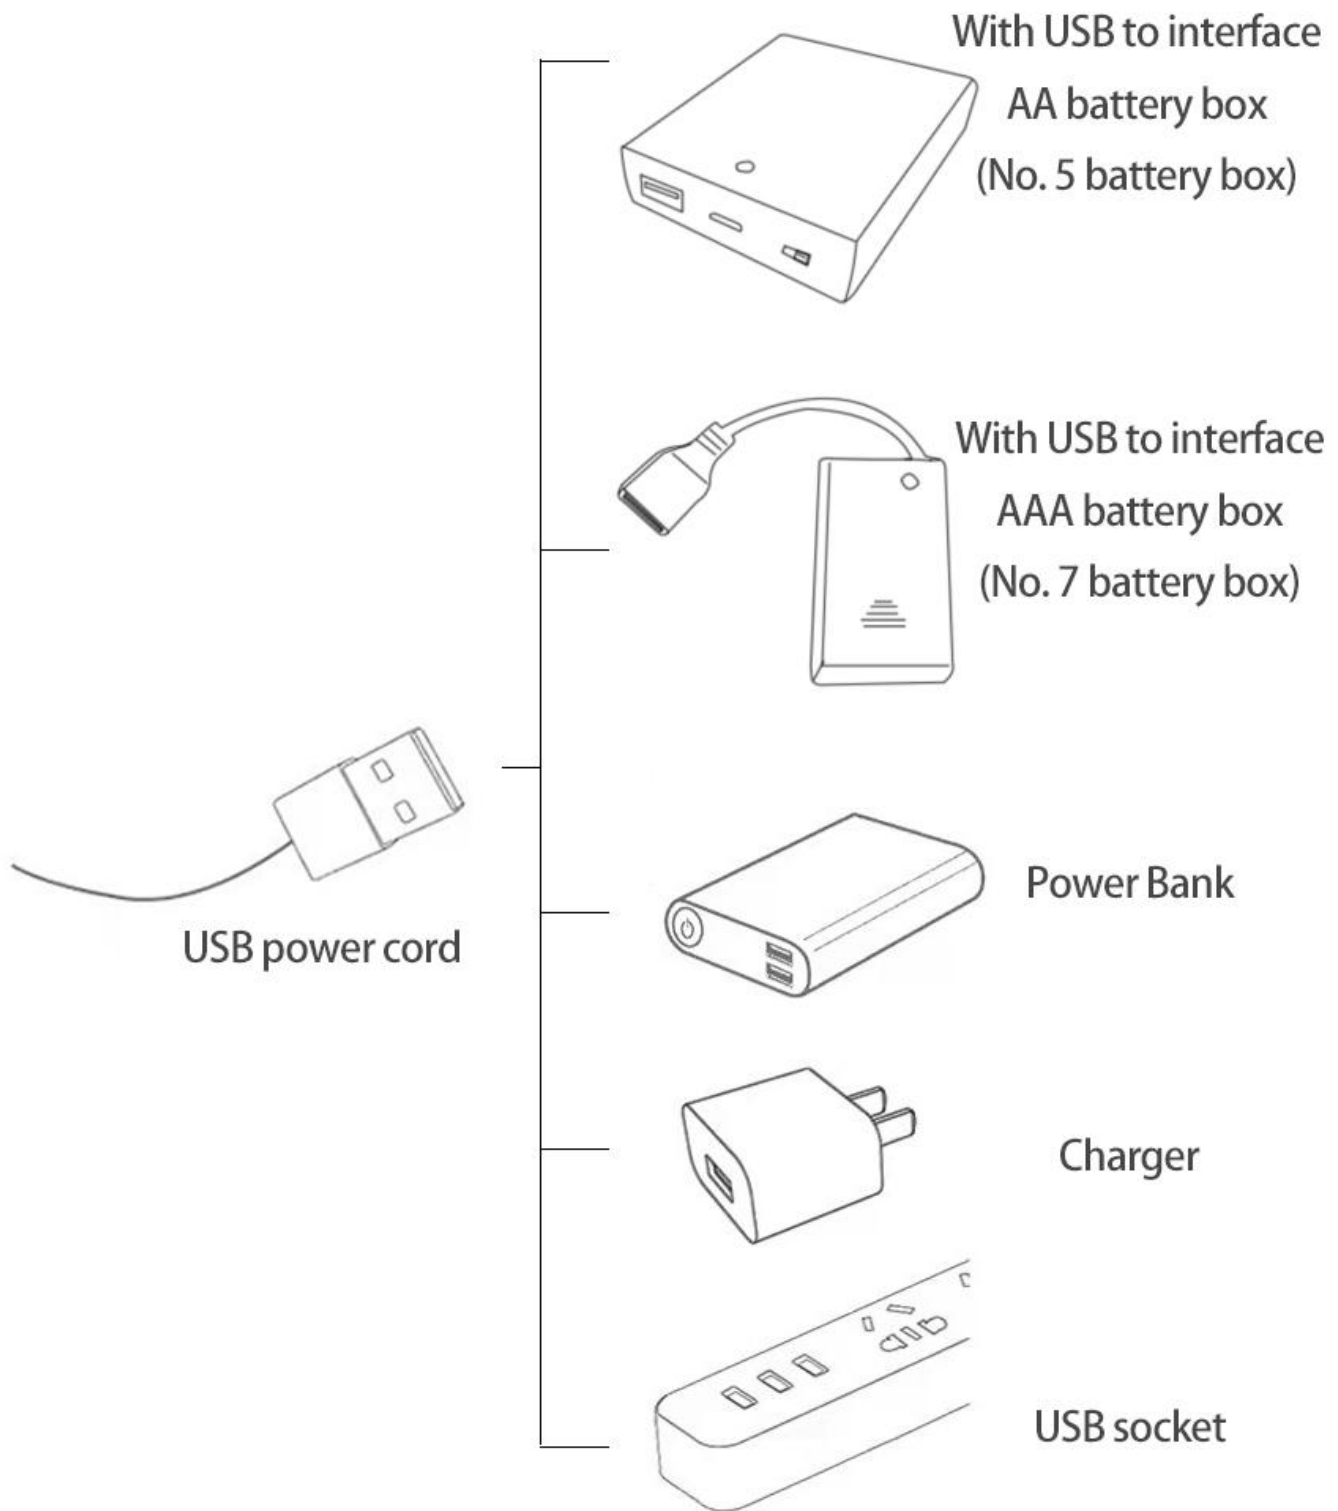 With USB to interface
AA battery box
(No. 5 battery box)
With USB to interface
AAA battery box
(No. 7 battery box)
USB power cord
Power Bank
Charger
USB socket